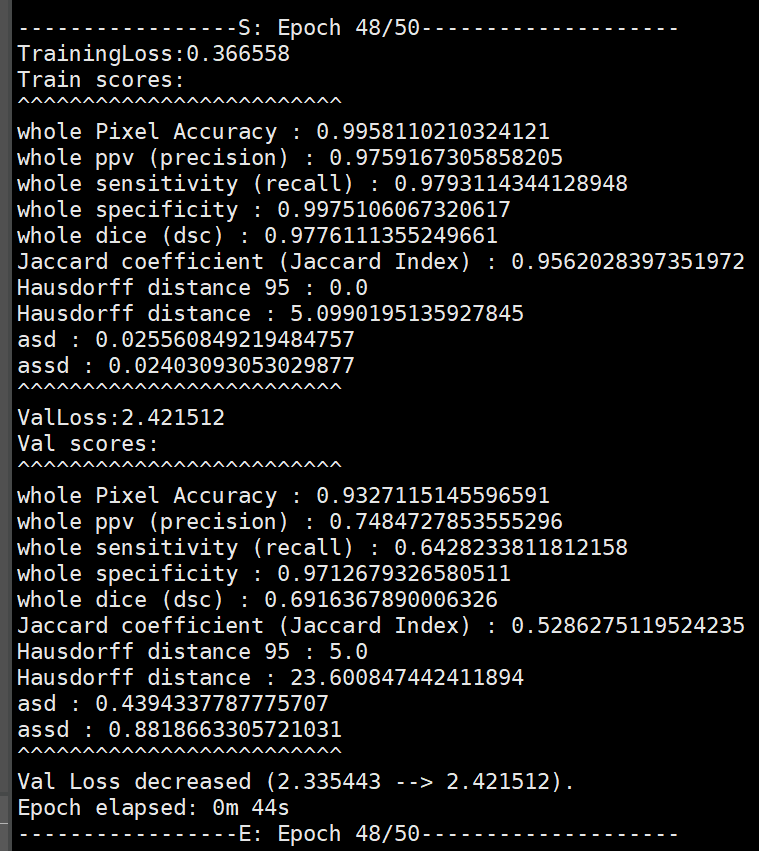 -----------------S: Epoch 48/50--------------------
TrainingLoss:0.366558
Train scores:
^^^^^^^^^^^^^^^^^^^^^^^^^
whole Pixel Accuracy : 0.9958110210324121
whole ppv (precision) : 0.9759167305858205
whole sensitivity (recall) : 0.9793114344128948
whole specificity : 0.9975106067320617
whole dice (dsc) : 0.9776111355249661
Jaccard coefficient (Jaccard Index) : 0.9562028397351972
Hausdorff distance 95 : 0.0
Hausdorff distance : 5.0990195135927845
asd : 0.025560849219484757
assd : 0.02403093053029877
^^^^^^^^^^^^^^^^^^^^^^^^^
ValLoss:2.421512
Val scores:
^^^^^^^^^^^^^^^^^^^^^^^^^
whole Pixel Accuracy : 0.9327115145596591
whole ppv (precision) : 0.7484727853555296
whole sensitivity (recall) : 0.6428233811812158
whole specificity : 0.9712679326580511
whole dice (dsc) : 0.6916367890006326
Jaccard coefficient (Jaccard Index) : 0.5286275119524235
Hausdorff distance 95 : 5.0
Hausdorff distance : 23.600847442411894
asd : 0.4394337787775707
assd : 0.8818663305721031
^^^^^^^^^^^^^^^^^^^^^^^^^
Val Loss decreased (2.335443 --> 2.421512).
Epoch elapsed: 0m 44s
-----------------E: Epoch 48/50--------------------